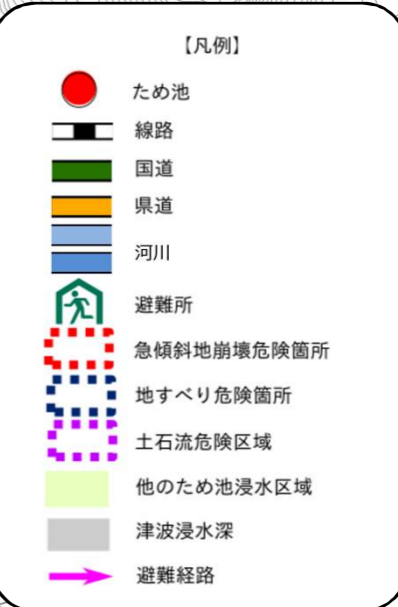 【凡例】
ため池
線路
国道
県道
河川
避難所
急傾斜地崩壊危険箇所
地すべり危険箇所
土石流危険区域
他のため池浸水区域
津波浸水深
避難経路